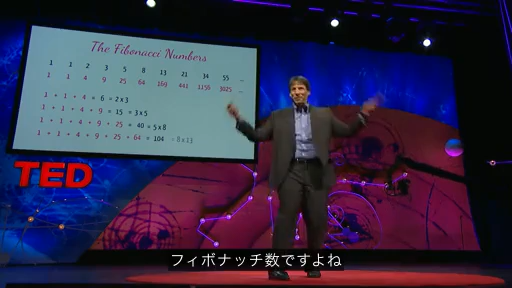 The Fibonacci Numbers
1 1 2 3 5 8 13 21 34 55 ...
1 1 4 9 25 64 169 441 1156 3025 ...
1 + 1 + 4 = 6 = 2 x 3
1 + 1 + 4 + 9 = 15 = 3 x 5
1 + 1 + 4 + 9 + 25 = 40 = 5 x 8
1 + 1 + 4 + 9 + 25 + 64 = 104 = 8 x 13
TED
フィボナッチ数ですよね